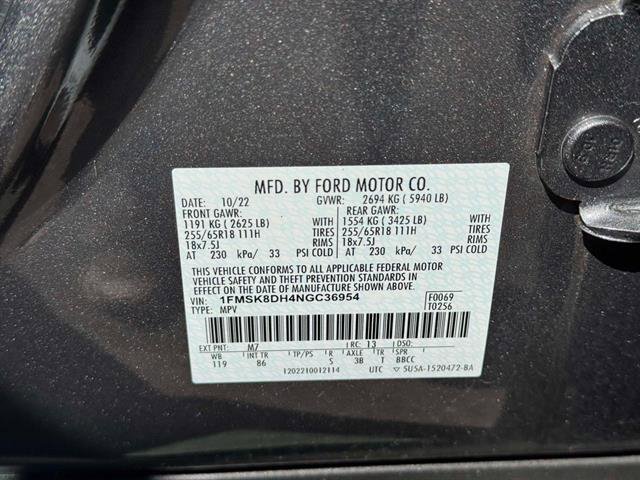 MFD. BY FORD MOTOR CO.
DATE: 10/22 GVWR: 2694 KG ( 5940 LB)
FRONT GAWR: REAR GAWR:
1191 KG ( 2625 LB) WITH 1554 KG ( 3425 LB) WITH
255/65R18 111H TIRES 255/65R18 111H TIRES
18x7.5J RIMS 18x7.5J RIMS
AT 230 kPa/ 33 PSI COLD AT 230 kPa/ 33 PSI COLD
THIS VEHICLE CONFORMS TO ALL APPLICABLE FEDERAL MOTOR
VEHICLE SAFETY AND THEFT PREVENTION STANDARDS IN EFFECT
ON THE DATE OF MANUFACTURE SHOWN ABOVE.
VIN: 1FMSK8DH4NGC36954 F0069
TYPE: MPV T0256
EXT PNT: M7 RC: 13 DSO:
WB INT TR TP/PS R AXLE TR SPR
119 86 S 3B T BBCC
1202210012114 UTC ▽ 5U5A-1520472-BA